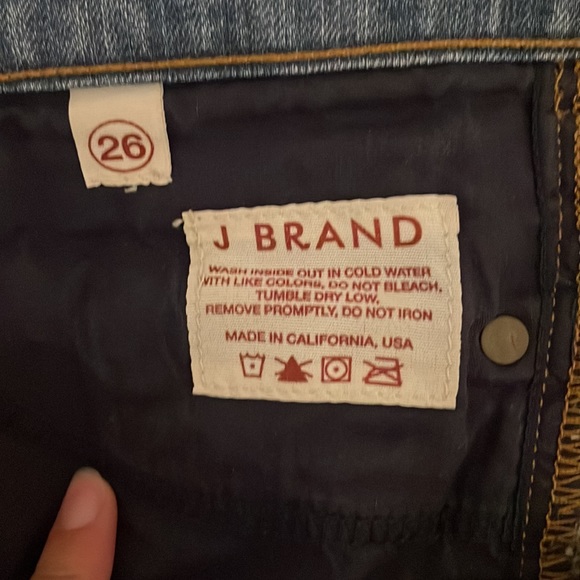 26
J BRAND
WASH INSIDE OUT IN COLD WATER
WITH LIKE COLORS, DO NOT BLEACH,
TUMBLE DRY LOW,
REMOVE PROMPTLY, DO NOT IRON
MADE IN CALIFORNIA, USA